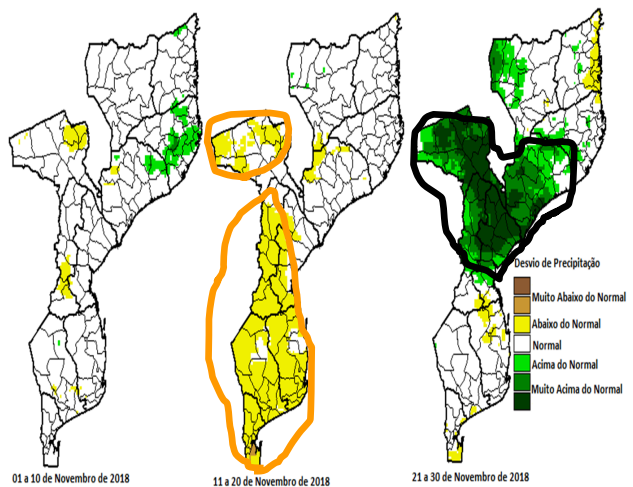 Desvio de Precipitação
Muito Abaixo do Normal
Abaixo do Normal
Normal
Acima do Normal
Muito Acima do Normal
01 a 10 de Novembro de 2018
11 a 20 de Novembro de 2018
21 a 30 de Novembro de 2018